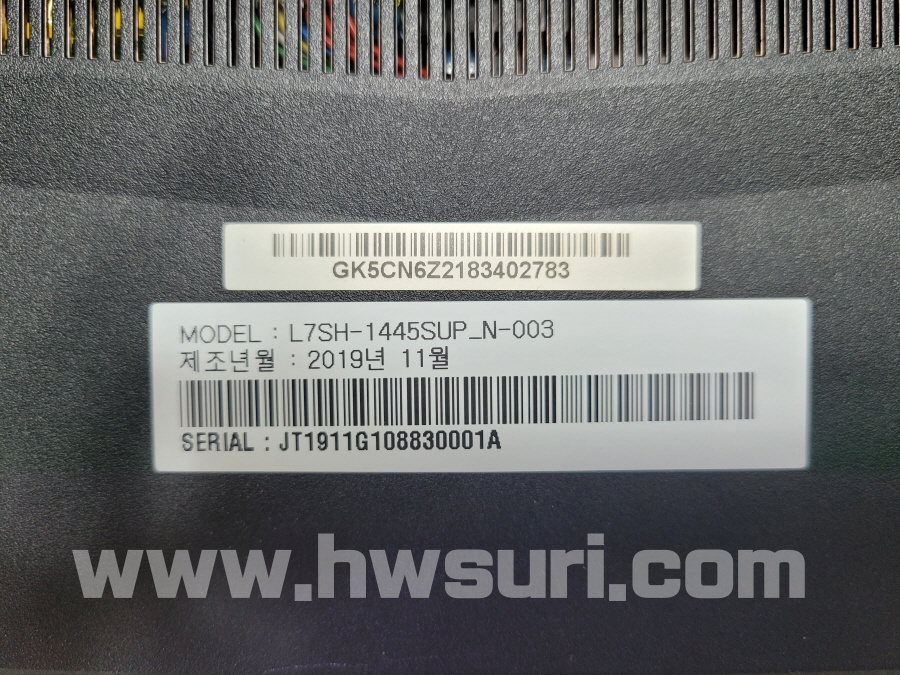 GK5CN6Z2183402783
MODEL : L7SH-1445SUP_N-003
제조년월 : 2019년 11월
SERIAL : JT1911G108830001A
www.hwsuri.com